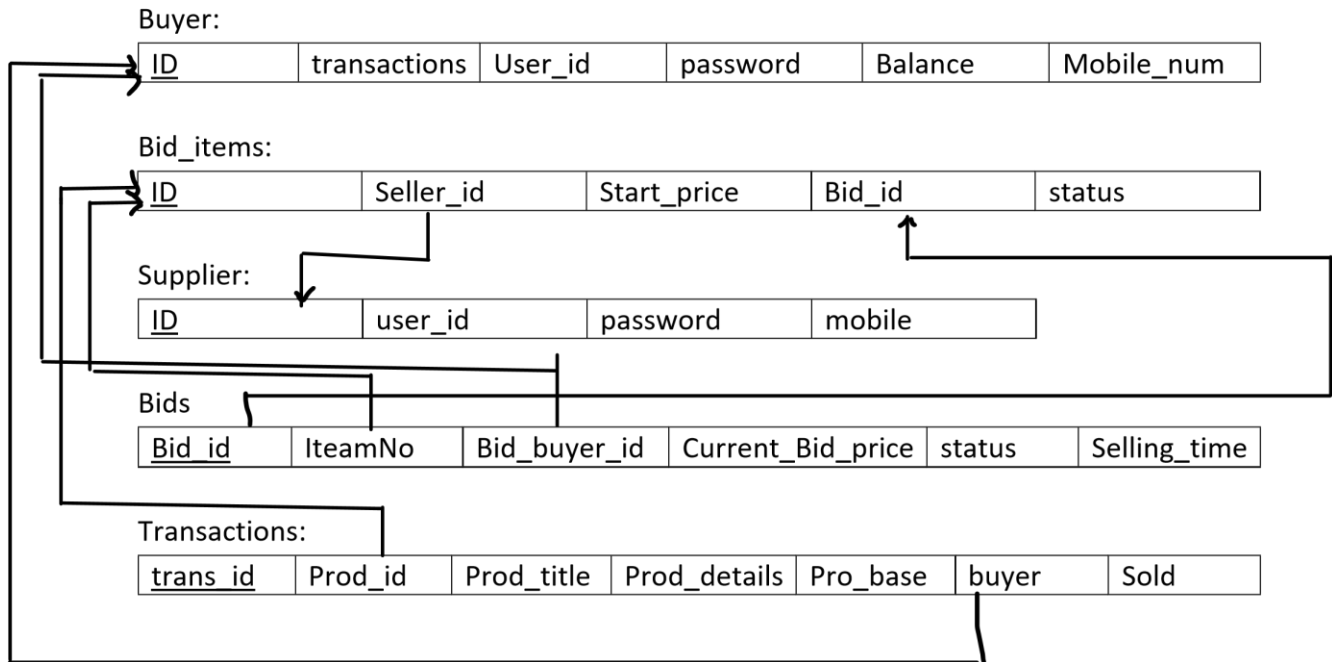 Buyer:
ID transactions User_id password Balance Mobile_num
Bid_items:
ID Seller_id Start_price Bid_id status
Supplier:
ID user_id password mobile
Bids
Bid_id IteamNo Bid_buyer_id Current_Bid_price status Selling_time
Transactions:
trans_id Prod_id Prod_title Prod_details Pro_base buyer Sold